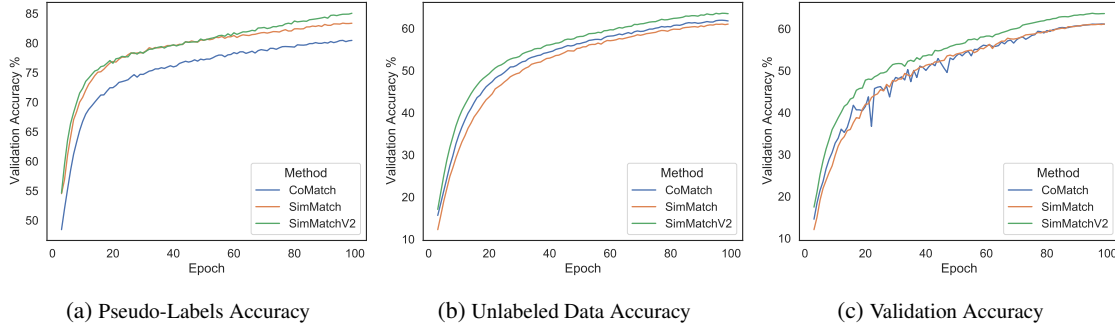 Validation Accuracy %
85
80
75
70
65
60
55
50
0 20 40 60 80 100
Epoch
Method
CoMatch
SimMatch
SimMatchV2
(a) Pseudo-Labels Accuracy
Validation Accuracy %
60
50
40
30
20
10
0 20 40 60 80 100
Epoch
Method
CoMatch
SimMatch
SimMatchV2
(b) Unlabeled Data Accuracy
Validation Accuracy %
60
50
40
30
20
10
0 20 40 60 80 100
Epoch
Method
CoMatch
SimMatch
SimMatchV2
(c) Validation Accuracy